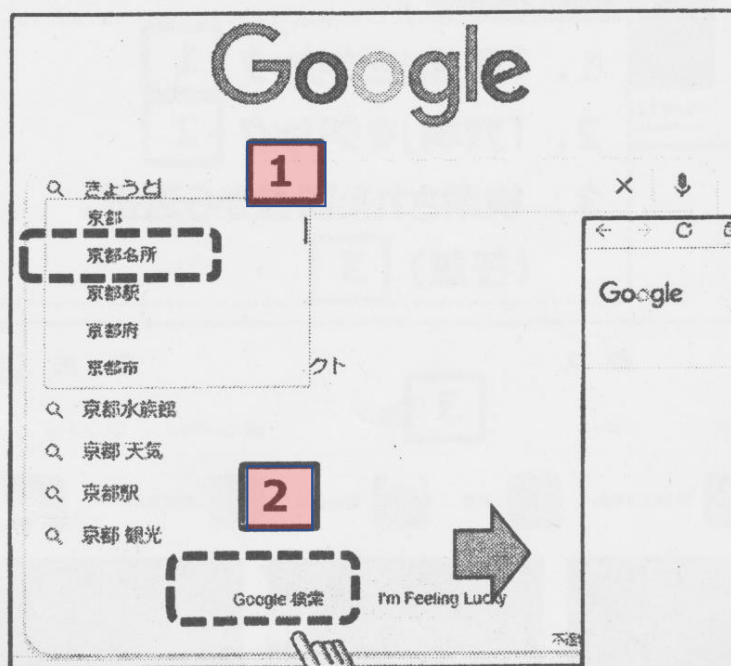 Google
1
きょうと
京都
京都名所
京都駅
京都府
京都市
クト
Google
京都水族館
京都 天気
京都駅
2
京都 観光
Google 検索
I'm Feeling Lucky